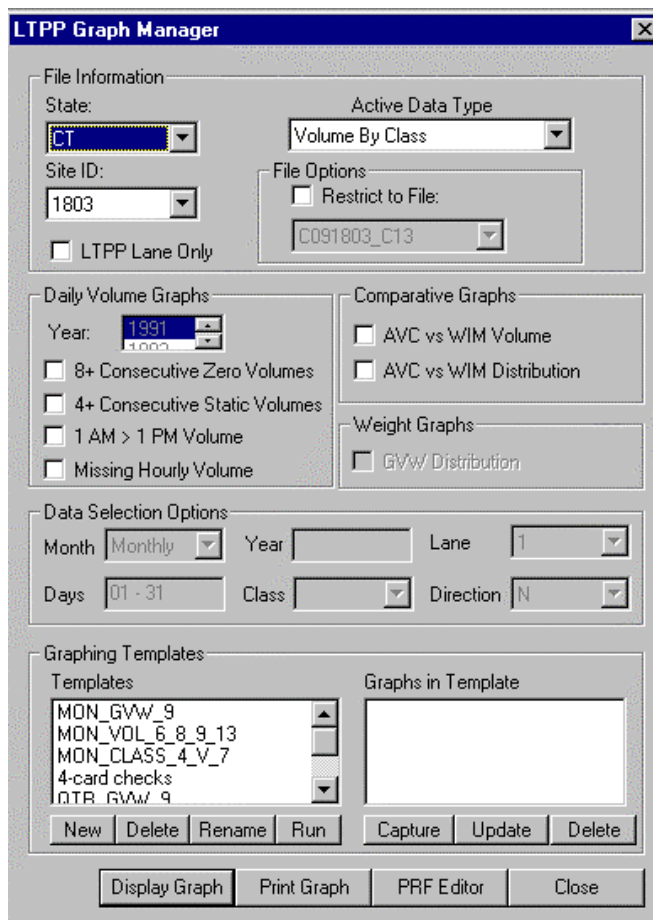 LTPP Graph Manager
File Information
State:
CT
Active Data Type
Volume By Class
Site ID:
1803
File Options
Restrict to File:
C091803_C13
LTPP Lane Only
Daily Volume Graphs
Year:
1991
8+ Consecutive Zero Volumes
4+ Consecutive Static Volumes
1 AM > 1 PM Volume
Missing Hourly Volume
Comparative Graphs
AVC vs WIM Volume
AVC vs WIM Distribution
Weight Graphs
GVW Distribution
Data Selection Options
Month Monthly Year Lane 1
Days 01 - 31 Class Direction N
Graphing Templates
Templates
MON_GVW_9
MON_VOL_6_8_9_13
MON_CLASS_4_V_7
4-card checks
QTR_GVW_9
Graphs in Template
New Delete Rename Run Capture Update Delete
Display Graph Print Graph PRF Editor Close